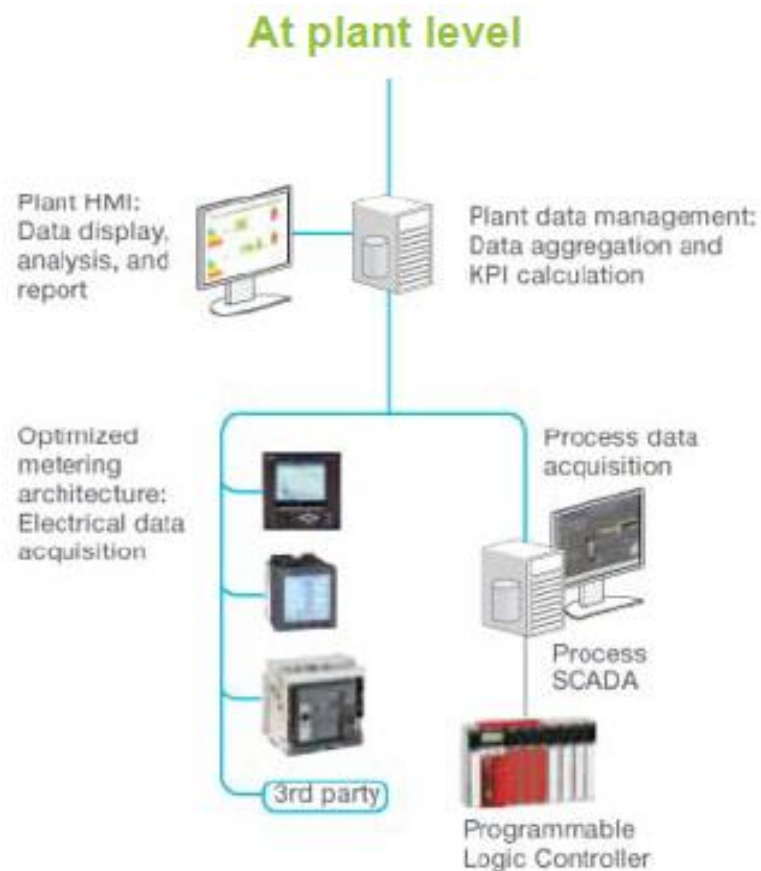 At plant level
Plant HMI:
Data display,
analysis, and
report
Plant data management:
Data aggregation and
KPI calculation
Optimized
metering
architecture:
Electrical data
acquisition
Process data
acquisition
Process
SCADA
3rd party
Programmable
Logic Controller